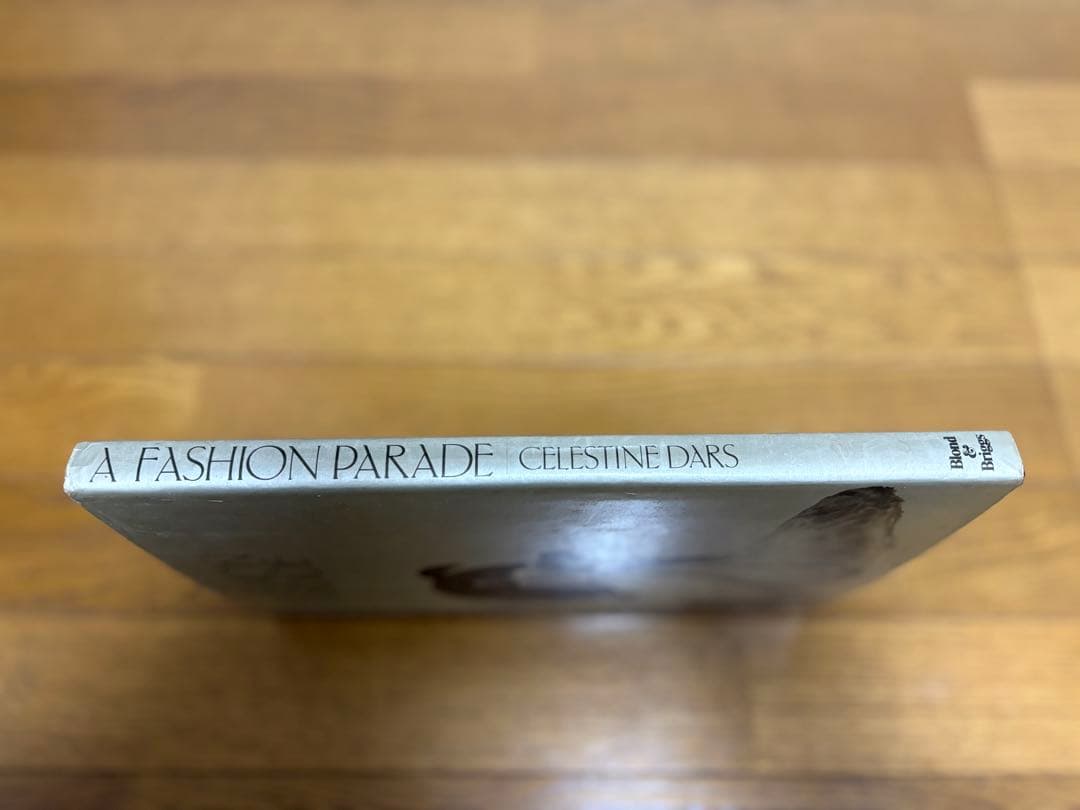 A FASHION PARADE
CELESTINE DARS
Blond
&
Briggs